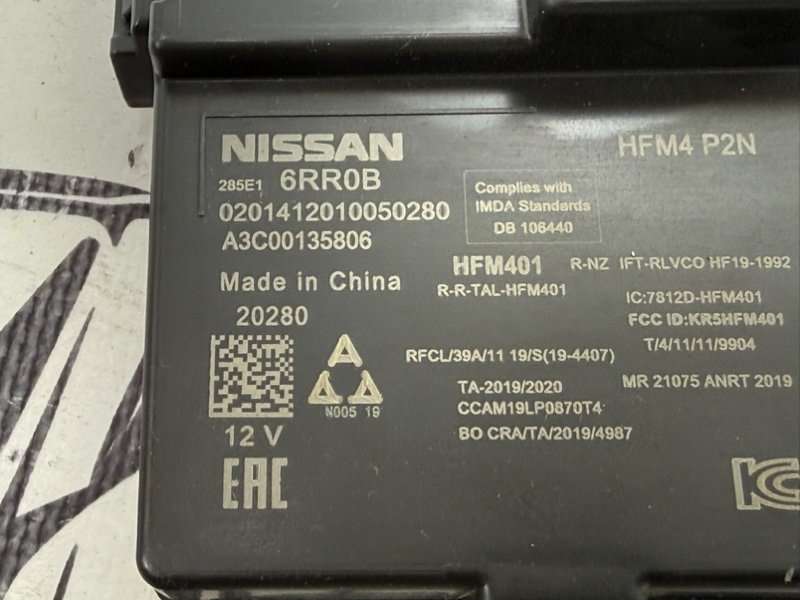 NISSAN
HFM4 P2N
285E1 6RR0B
0201412010050280
A3C00135806
Complies with
IMDA Standards
DB 106440
Made in China
20280
HFM401
R-NZ IFT-RLVCO HF19-1992
R-R-TAL-HFM401
IC:7812D-HFM401
FCC ID:KR5HFM401
T/4/11/11/9904
RFCL/39A/11 19/S(19-4407)
MR 21075 ANRT 2019
TA-2019/2020
CCAM19LP0870T4
BO CRA/TA/2019/4987
A
N005 19
12 V
EAC
KC